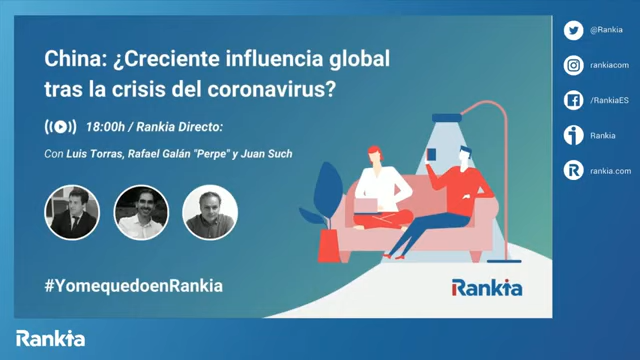 China: ¿Creciente influencia global
tras la crisis del coronavirus?
18:00h / Rankia Directo:
Con Luis Torras, Rafael Galán "Perpe" y Juan Such
#YomequedoenRankia
Rankia
@Rankia
rankiacom
/RankiaES
Rankia
rankia.com
Rankia